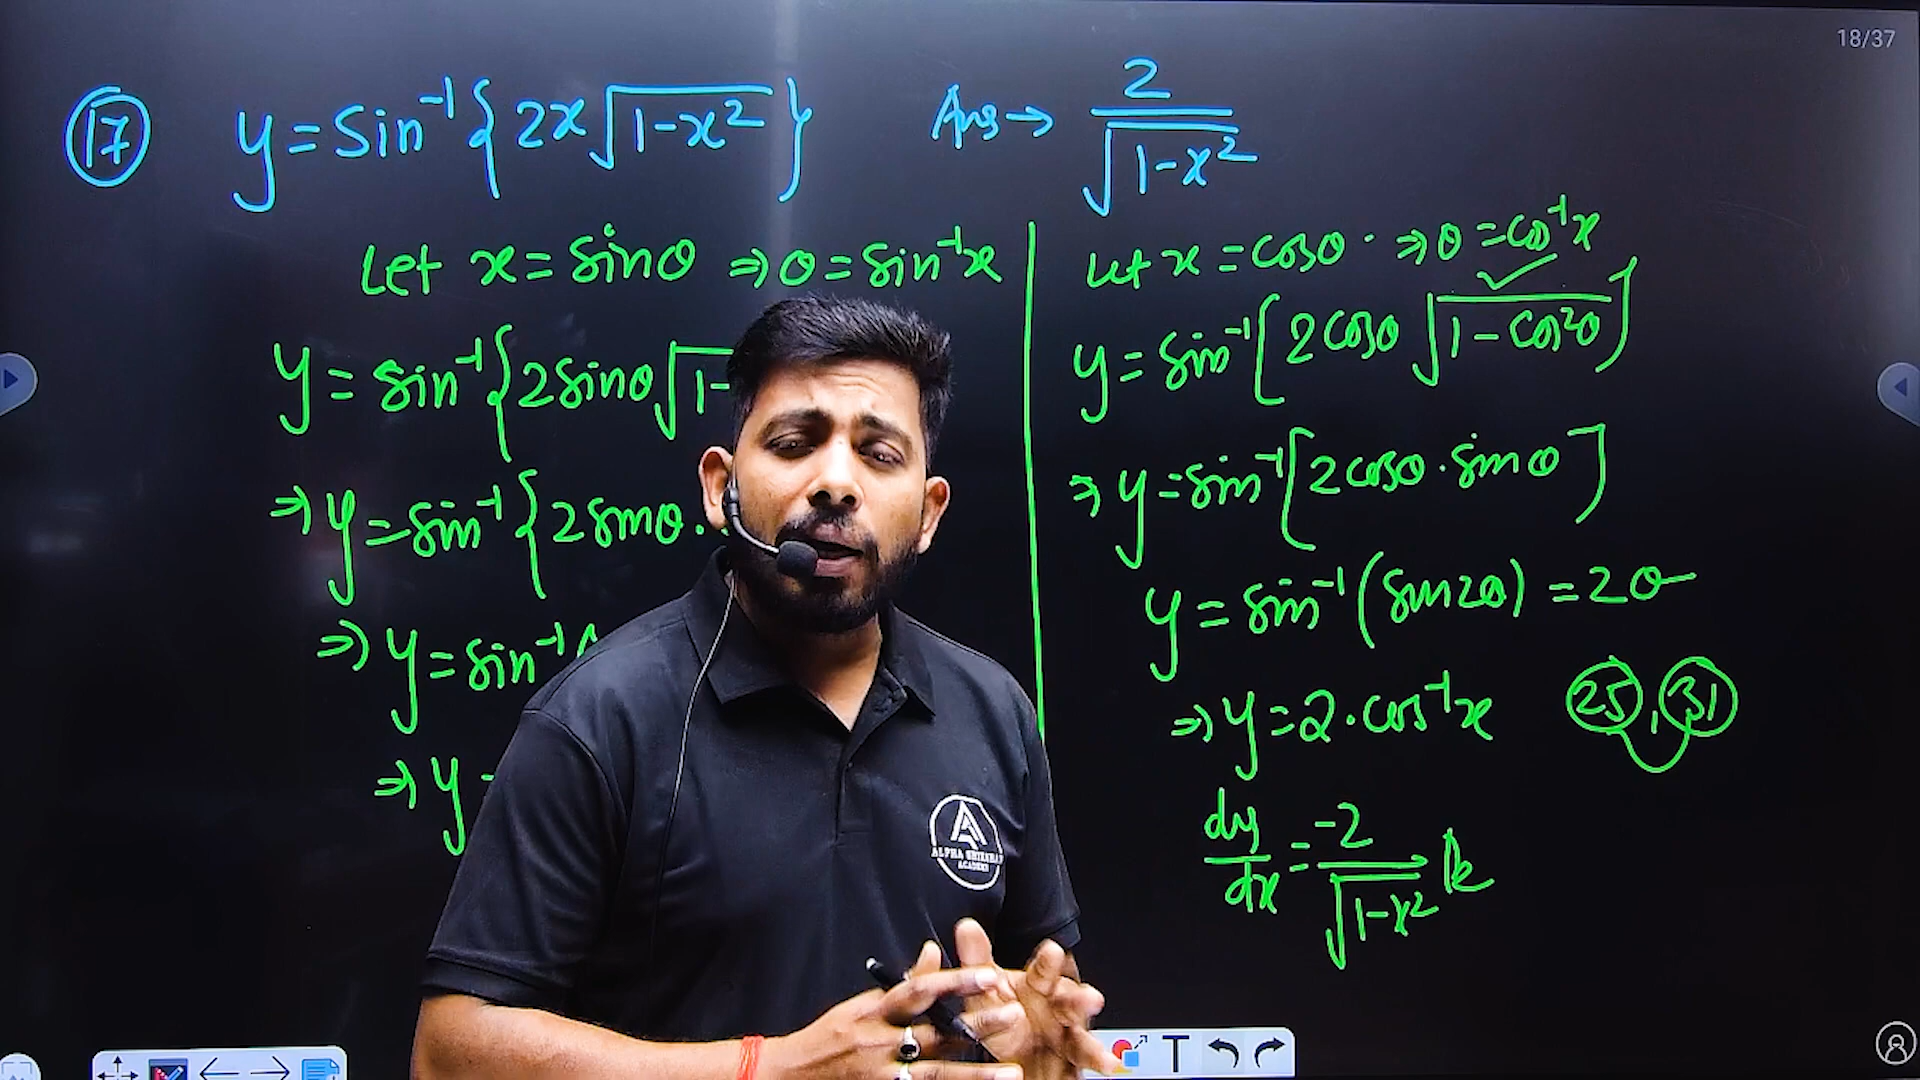 18/37
(17) y = Sin⁻¹{2x√(1-x²)} Ans → 2/√(1-x²)
Let x = sinθ ⇒ θ = sin⁻¹x
y = sin⁻¹{2sinθ√1-
⇒ y = sin⁻¹{2sinθ.
⇒ y = sin⁻¹(
⇒ y
Let x = cosθ ⇒ θ = cos⁻¹x ✓
y = sin⁻¹[2cosθ√(1-cos²θ)]
⇒ y = sin⁻¹[2cosθ.sinθ]
y = sin⁻¹(sin2θ) = 2θ
⇒ y = 2.cos⁻¹x
25, 31
dy/dx = -2/√(1-x²)
ACADEMY
T